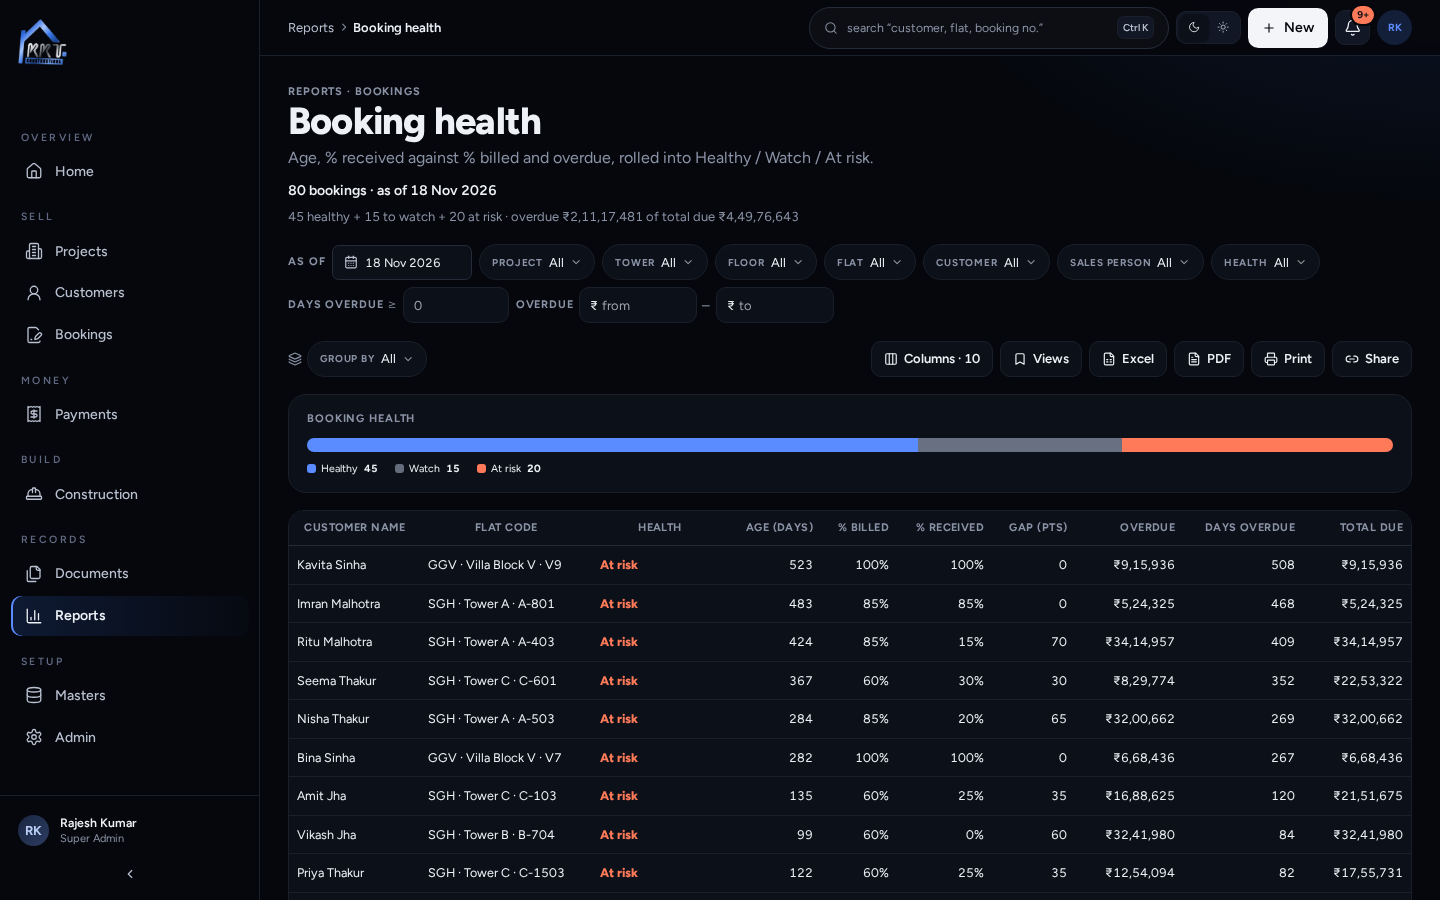 Reports > Booking health
search “customer, flat, booking no.”
Ctrl K
+ New
9+
RK
OVERVIEW
Home
SELL
Projects
Customers
Bookings
MONEY
Payments
BUILD
Construction
RECORDS
Documents
Reports
SETUP
Masters
Admin
RK
Rajesh Kumar
Super Admin
REPORTS · BOOKINGS
Booking health
Age, % received against % billed and overdue, rolled into Healthy / Watch / At risk.
80 bookings · as of 18 Nov 2026
45 healthy + 15 to watch + 20 at risk · overdue ₹2,11,17,481 of total due ₹4,49,76,643
AS OF 18 Nov 2026 PROJECT All TOWER All FLOOR All FLAT All CUSTOMER All SALES PERSON All HEALTH All
DAYS OVERDUE ≥ 0 OVERDUE ₹ from – ₹ to
GROUP BY All Columns · 10 Views Excel PDF Print Share
BOOKING HEALTH
Healthy 45 Watch 15 At risk 20
CUSTOMER NAME FLAT CODE HEALTH AGE (DAYS) % BILLED % RECEIVED GAP (PTS) OVERDUE DAYS OVERDUE TOTAL DUE
Kavita Sinha GGV · Villa Block V · V9 At risk 523 100% 100% 0 ₹9,15,936 508 ₹9,15,936
Imran Malhotra SGH · Tower A · A-801 At risk 483 85% 85% 0 ₹5,24,325 468 ₹5,24,325
Ritu Malhotra SGH · Tower A · A-403 At risk 424 85% 15% 70 ₹34,14,957 409 ₹34,14,957
Seema Thakur SGH · Tower C · C-601 At risk 367 60% 30% 30 ₹8,29,774 352 ₹22,53,322
Nisha Thakur SGH · Tower A · A-503 At risk 284 85% 20% 65 ₹32,00,662 269 ₹32,00,662
Bina Sinha GGV · Villa Block V · V7 At risk 282 100% 100% 0 ₹6,68,436 267 ₹6,68,436
Amit Jha SGH · Tower C · C-103 At risk 135 60% 25% 35 ₹16,88,625 120 ₹21,51,675
Vikash Jha SGH · Tower B · B-704 At risk 99 60% 0% 60 ₹32,41,980 84 ₹32,41,980
Priya Thakur SGH · Tower C · C-1503 At risk 122 60% 25% 35 ₹12,54,094 82 ₹17,55,731